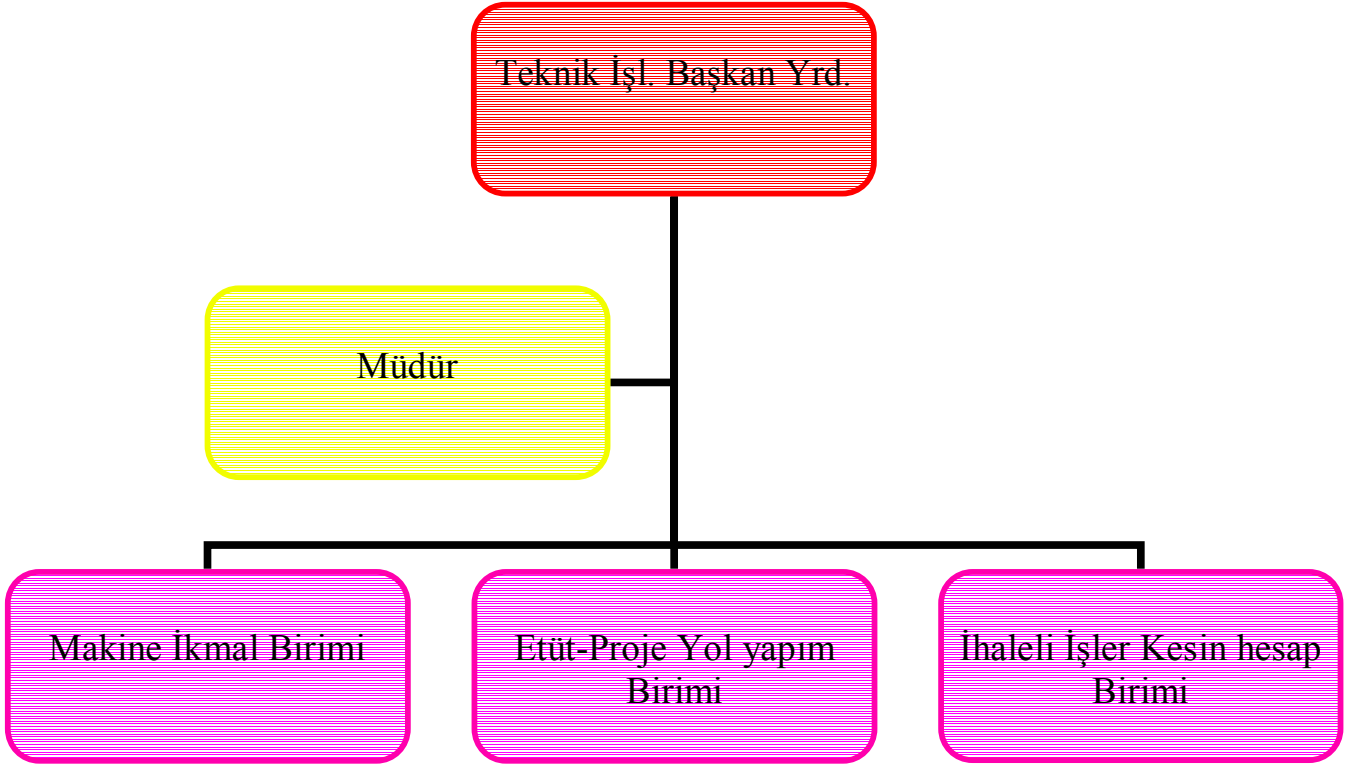 Teknik İşl. Başkan Yrd.
Müdür
Makine İkmal Birimi
Etüt-Proje Yol yapım
Birimi
İhaleli İşler Kesin hesap
Birimi